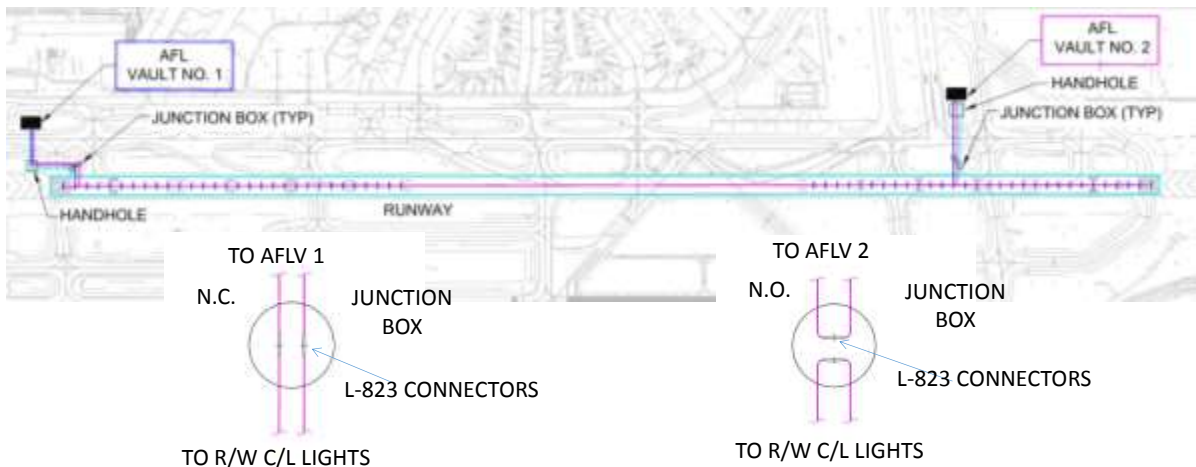 AFL
VAULT NO. 1
JUNCTION BOX (TYP)
HANDHOLE
RUNWAY
AFL
VAULT NO. 2
HANDHOLE
JUNCTION BOX (TYP)
TO AFLV 1
N.C.
JUNCTION
BOX
L-823 CONNECTORS
TO R/W C/L LIGHTS
TO AFLV 2
N.O.
JUNCTION
BOX
L-823 CONNECTORS
TO R/W C/L LIGHTS